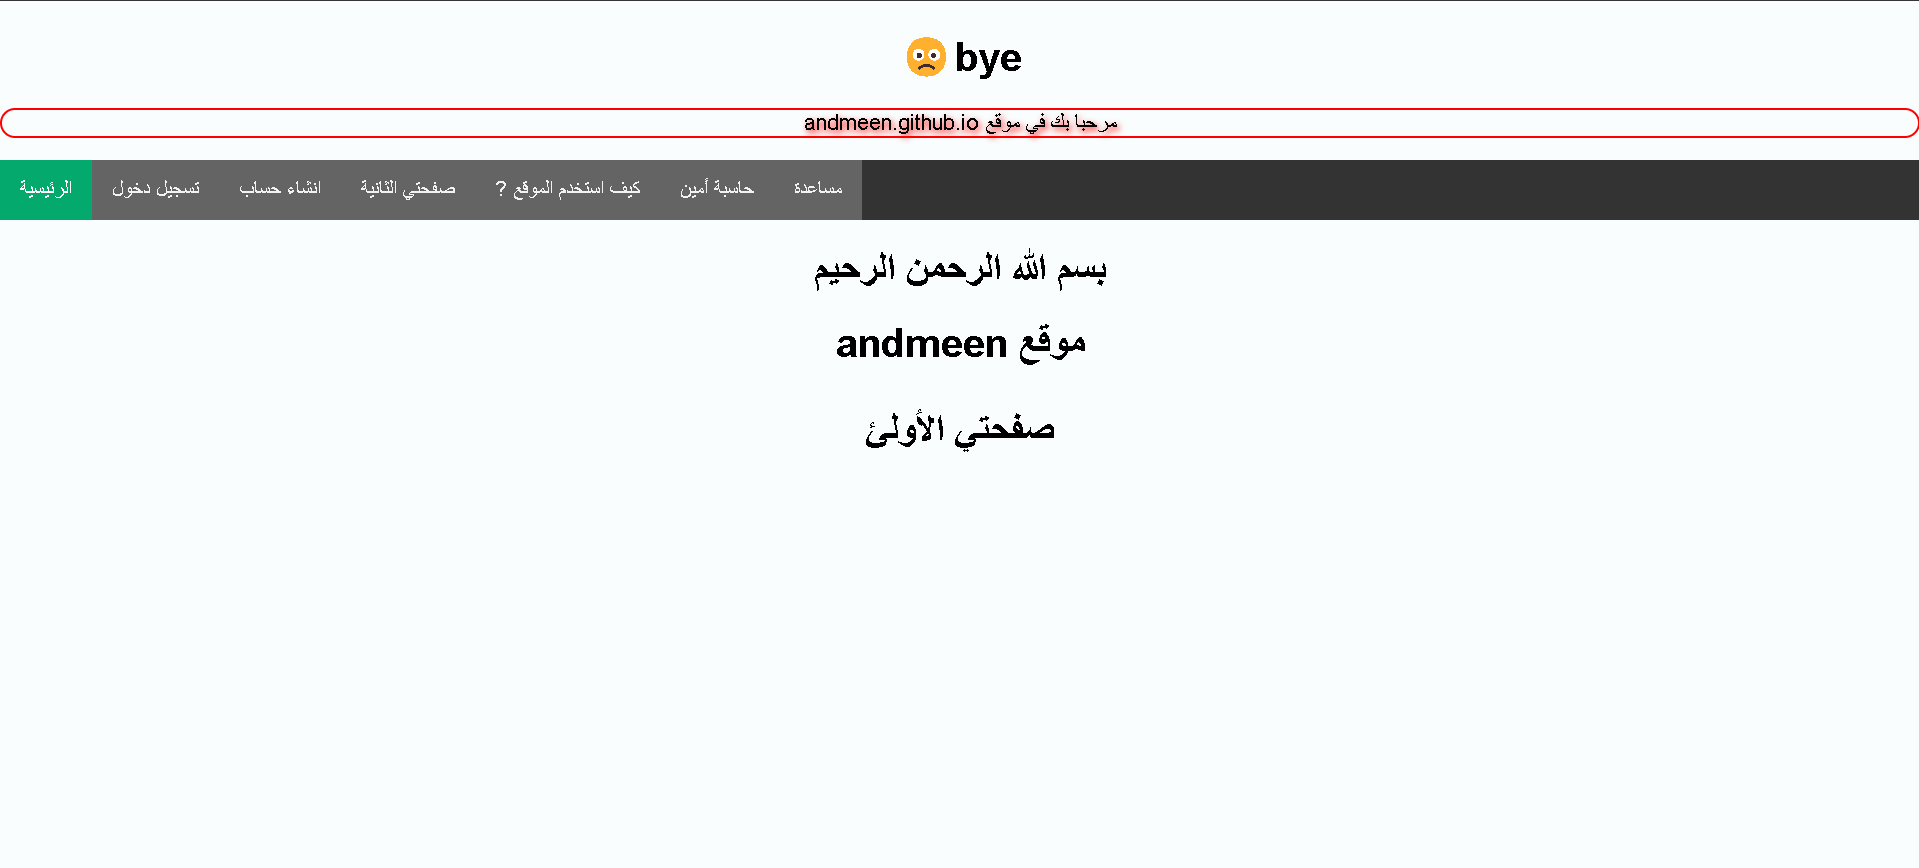 🙁 bye
مرحبا بك في موقع andmeen.github.io
الرئيسية
تسجيل دخول
انشاء حساب
صفحتي الثانية
كيف استخدم الموقع ?
حاسبة أمين
مساعدة
بسم الله الرحمن الرحيم
موقع andmeen
صفحتي الأولئ